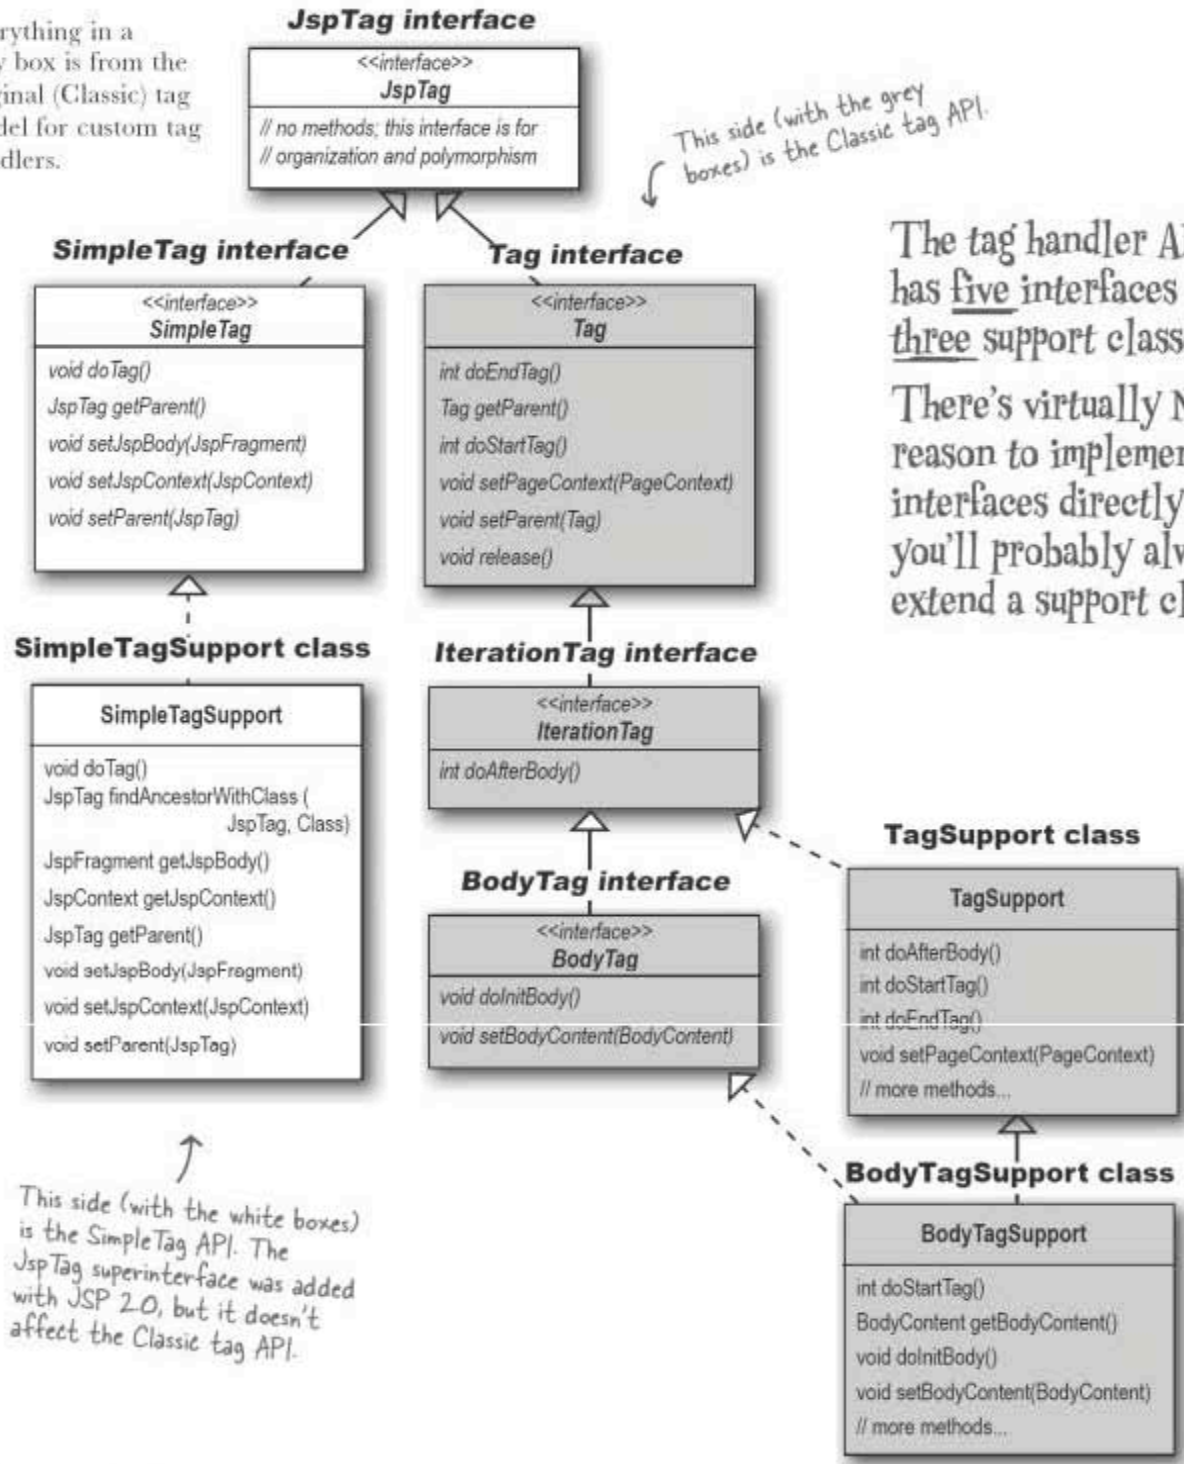 rything in a
y box is from the
ginal (Classic) tag
del for custom tag
dlers.
JspTag interface
<<interface>>
JspTag
// no methods; this interface is for
// organization and polymorphism
This side (with the grey
boxes) is the Classic tag API.
SimpleTag interface
<<interface>>
SimpleTag
void doTag()
JspTag getParent()
void setJspBody(JspFragment)
void setJspContext(JspContext)
void setParent(JspTag)
Tag interface
<<interface>>
Tag
int doEndTag()
Tag getParent()
int doStartTag()
void setPageContext(PageContext)
void setParent(Tag)
void release()
The tag handler A
has five interfaces
three support class
There's virtually N
reason to implemen
interfaces directly
you'll probably alw
extend a support cl
SimpleTagSupport class
SimpleTagSupport
void doTag()
JspTag findAncestorWithClass (
JspTag, Class)
JspFragment getJspBody()
JspContext getJspContext()
JspTag getParent()
void setJspBody(JspFragment)
void setJspContext(JspContext)
void setParent(JspTag)
IterationTag interface
<<interface>>
IterationTag
int doAfterBody()
BodyTag interface
<<interface>>
BodyTag
void doInitBody()
void setBodyContent(BodyContent)
TagSupport class
TagSupport
int doAfterBody()
int doStartTag()
int doEndTag()
void setPageContext(PageContext)
// more methods...
BodyTagSupport class
BodyTagSupport
int doStartTag()
BodyContent getBodyContent()
void doInitBody()
void setBodyContent(BodyContent)
// more methods...
This side (with the white boxes)
is the SimpleTag API. The
JspTag superinterface was added
with JSP 2.0, but it doesn't
affect the Classic tag API.